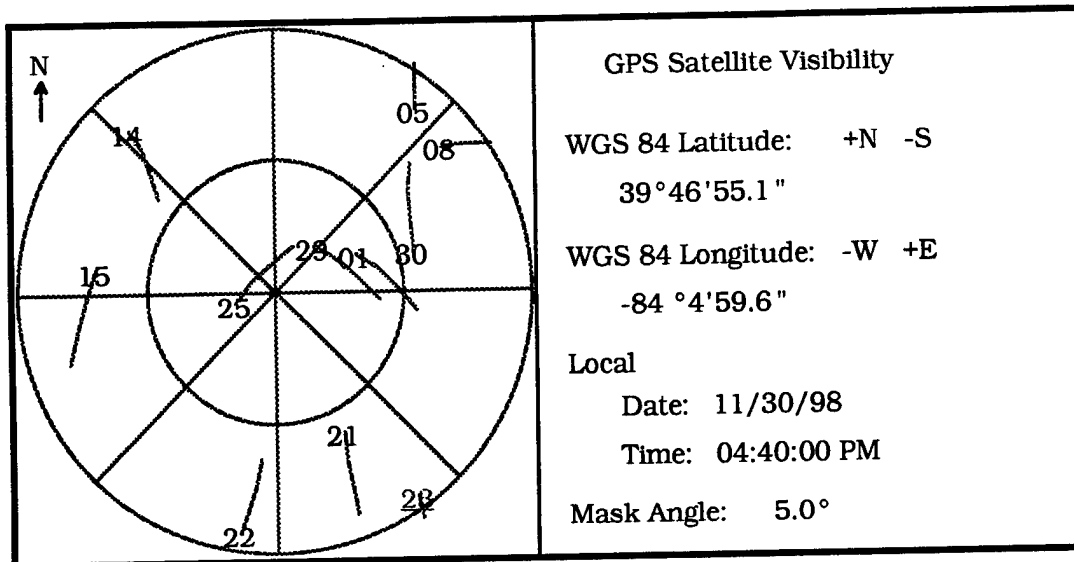 N
14
05
08
15
29
01
30
25
21
23
22
GPS Satellite Visibility
WGS 84 Latitude: +N -S
39°46'55.1"
WGS 84 Longitude: -W +E
-84 °4'59.6"
Local
Date: 11/30/98
Time: 04:40:00 PM
Mask Angle: 5.0°